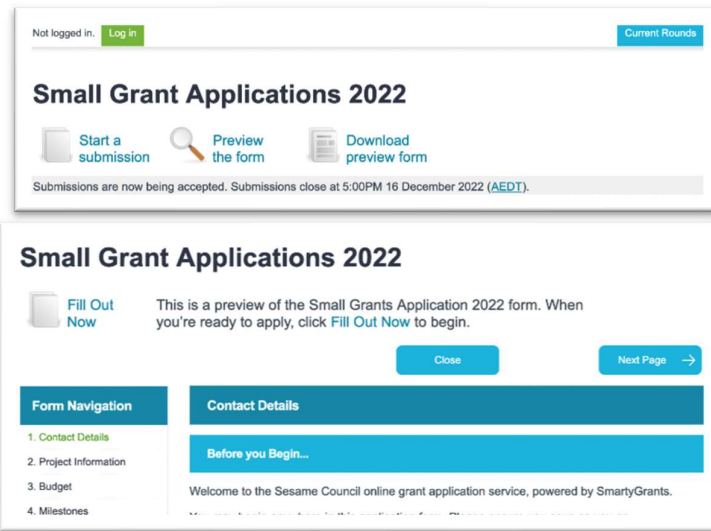 Not logged in. Log in
Current Rounds
Small Grant Applications 2022
Start a
submission
Preview
the form
Download
preview form
Submissions are now being accepted. Submissions close at 5:00PM 16 December 2022 (AEDT).
Small Grant Applications 2022
Fill Out
Now
This is a preview of the Small Grants Application 2022 form. When
you're ready to apply, click Fill Out Now to begin.
Close
Next Page
Form Navigation
1. Contact Details
2. Project Information
3. Budget
4. Milestones
Contact Details
Before you Begin...
Welcome to the Sesame Council online grant application service, powered by SmartyGrants.